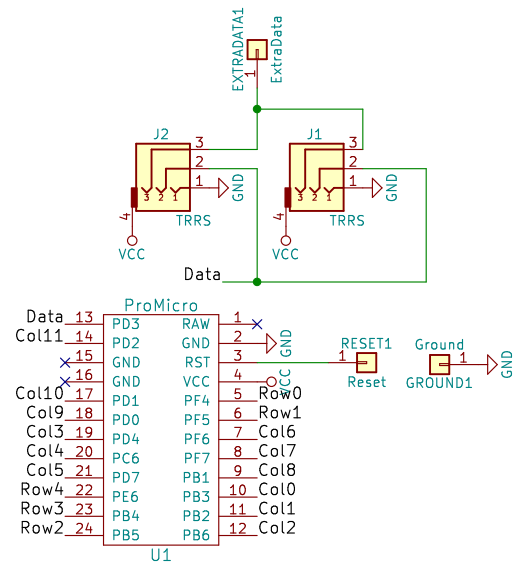 EXTRADATA1
ExtraData
1
J2
J1
3
2
1
GND
3 2 1
4
TRRS
VCC
3
2
1
GND
3 2 1
4
TRRS
VCC
Data
ProMicro
Data 13 PD3 RAW 1
Col11 14 PD2 GND 2 GND
15 GND RST 3
16 GND VCC 4 VCC
Col10 17 PD1 PF4 5 Row0
Col9 18 PD0 PF5 6 Row1
Col3 19 PD4 PF6 7 Col6
Col4 20 PC6 PF7 8 Col7
Col5 21 PD7 PB1 9 Col8
Row4 22 PE6 PB3 10 Col0
Row3 23 PB4 PB2 11 Col1
Row2 24 PB5 PB6 12 Col2
U1
RESET1
1
Reset
Ground
1
GROUND1
GND